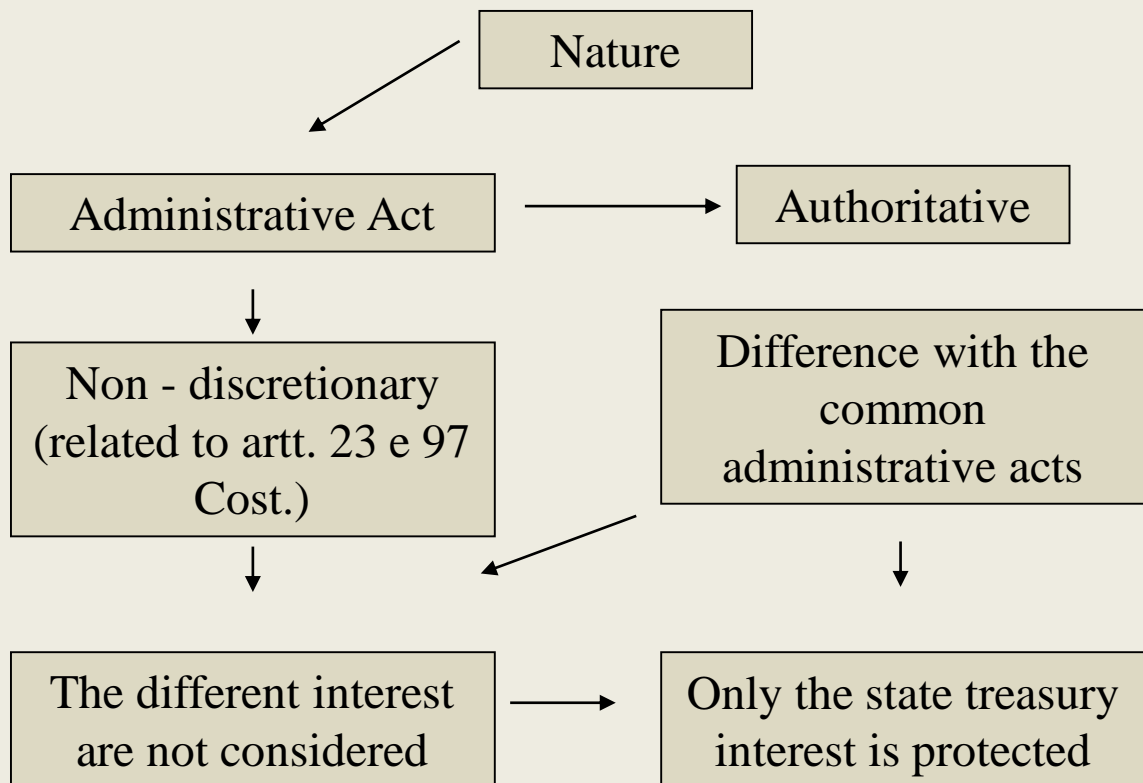 Nature
Administrative Act
Authoritative
Non - discretionary
(related to artt. 23 e 97
Cost.)
Difference with the
common
administrative acts
The different interest
are not considered
Only the state treasury
interest is protected